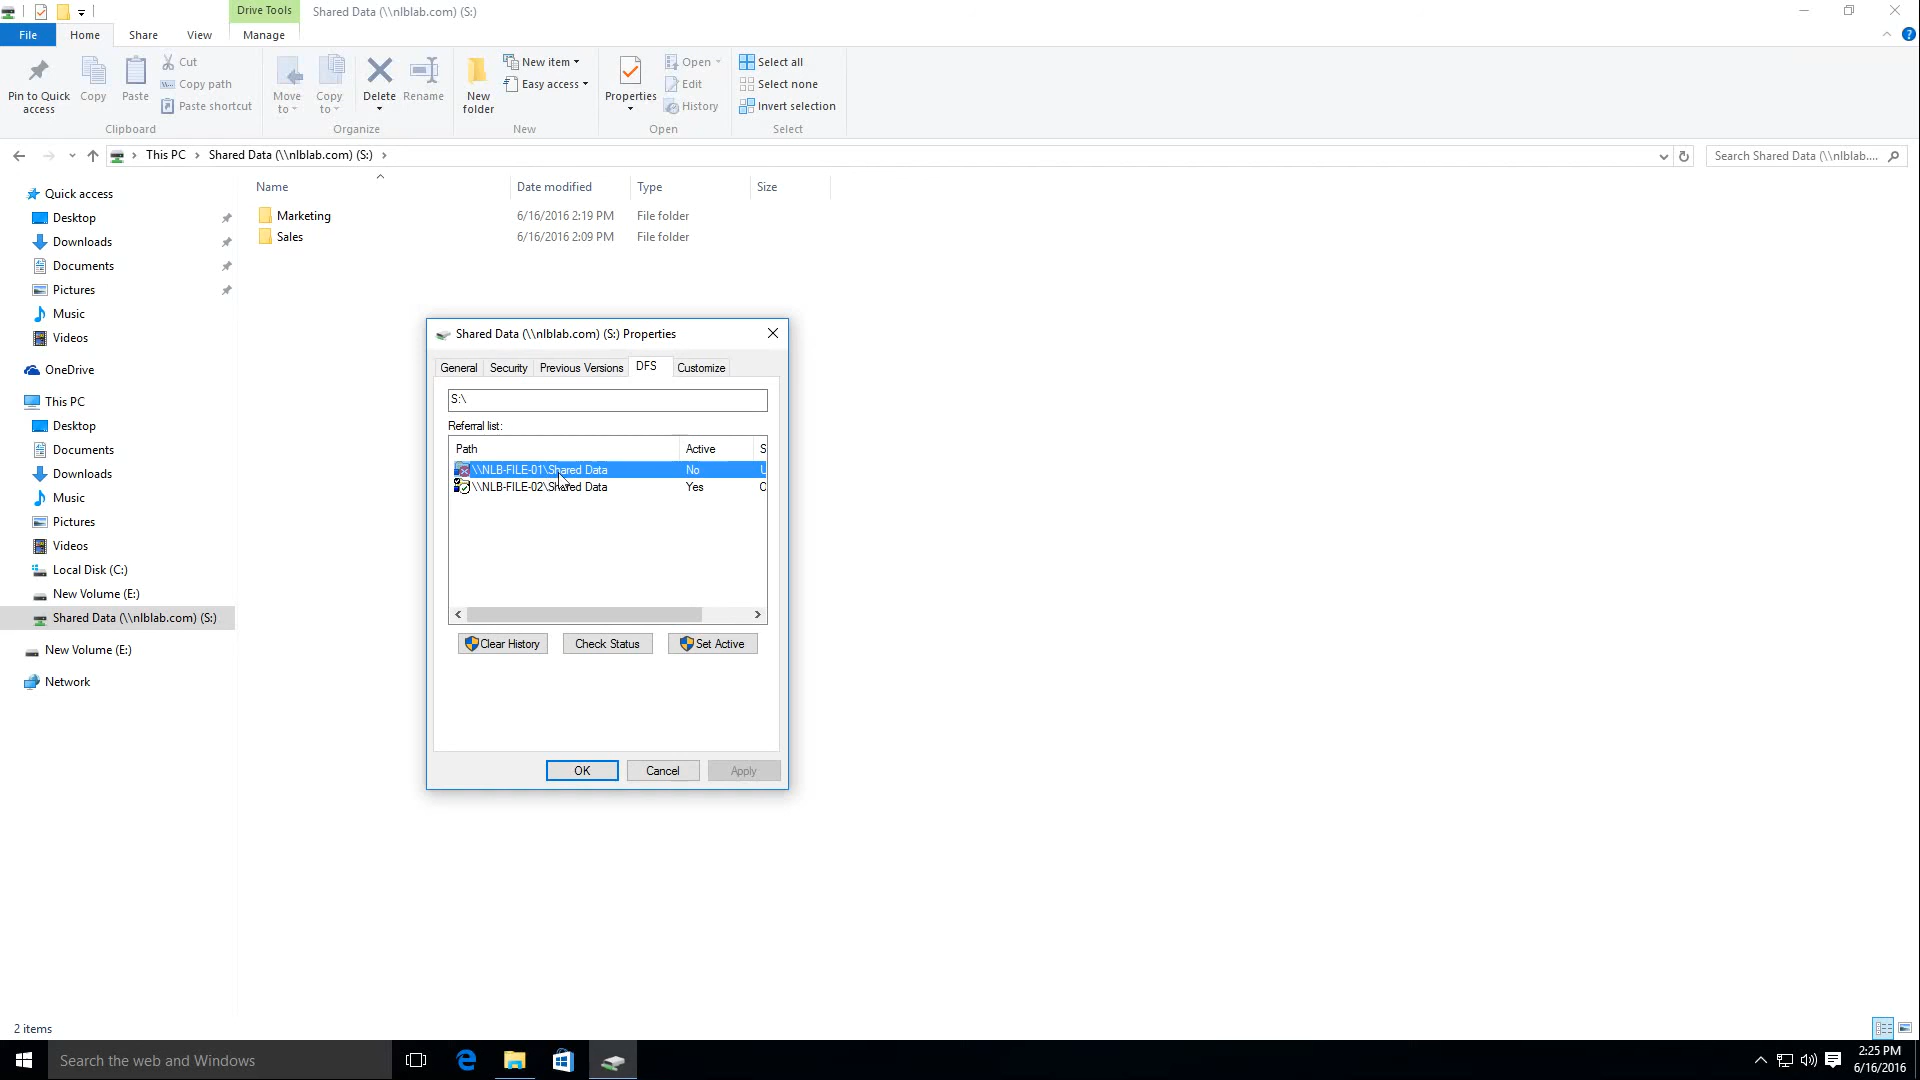 Drive Tools
Shared Data (\\nlblab.com) (S:)
File
Home
Share
View
Manage
?
Pin to Quick
access
Copy
Paste
Cut
Copy path
Paste shortcut
Clipboard
Move
to
Copy
to
Delete
Rename
Organize
New
folder
New item
Easy access
New
Properties
Open
Edit
History
Open
Select all
Select none
Invert selection
Select
This PC
Shared Data (\\nlblab.com) (S:)
Search Shared Data (\\nlblab....
Quick access
Desktop
Downloads
Documents
Pictures
Music
Videos
OneDrive
This PC
Desktop
Documents
Downloads
Music
Pictures
Videos
Local Disk (C:)
New Volume (E:)
Shared Data (\\nlblab.com) (S:)
New Volume (E:)
Network
Name
Date modified
Type
Size
Marketing
6/16/2016 2:19 PM
File folder
Sales
6/16/2016 2:09 PM
File folder
Shared Data (\\nlblab.com) (S:) Properties
General
Security
Previous Versions
DFS
Customize
S:\
Referral list:
Path
Active
S
\\NLB-FILE-01\Shared Data
No
U
\\NLB-FILE-02\Shared Data
Yes
Clear History
Check Status
Set Active
OK
Cancel
Apply
2 items
Search the web and Windows
2:25 PM
6/16/2016